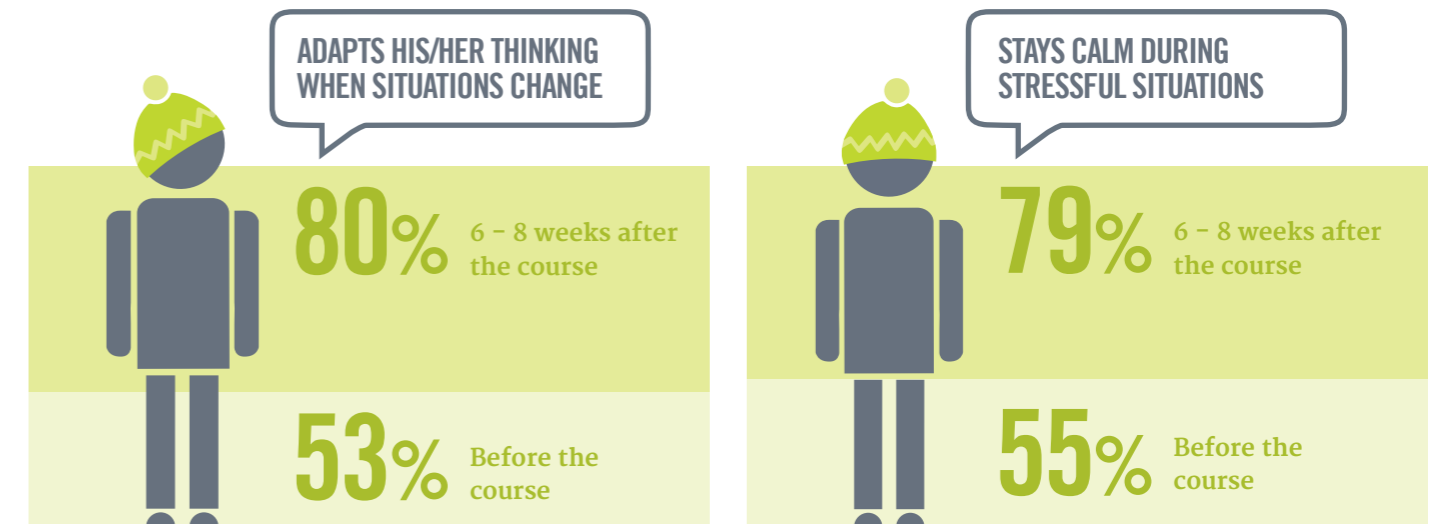 ADAPTS HIS/HER THINKING
WHEN SITUATIONS CHANGE
80% 6 – 8 weeks after
the course
53% Before the
course
STAYS CALM DURING
STRESSFUL SITUATIONS
79% 6 – 8 weeks after
the course
55% Before the
course